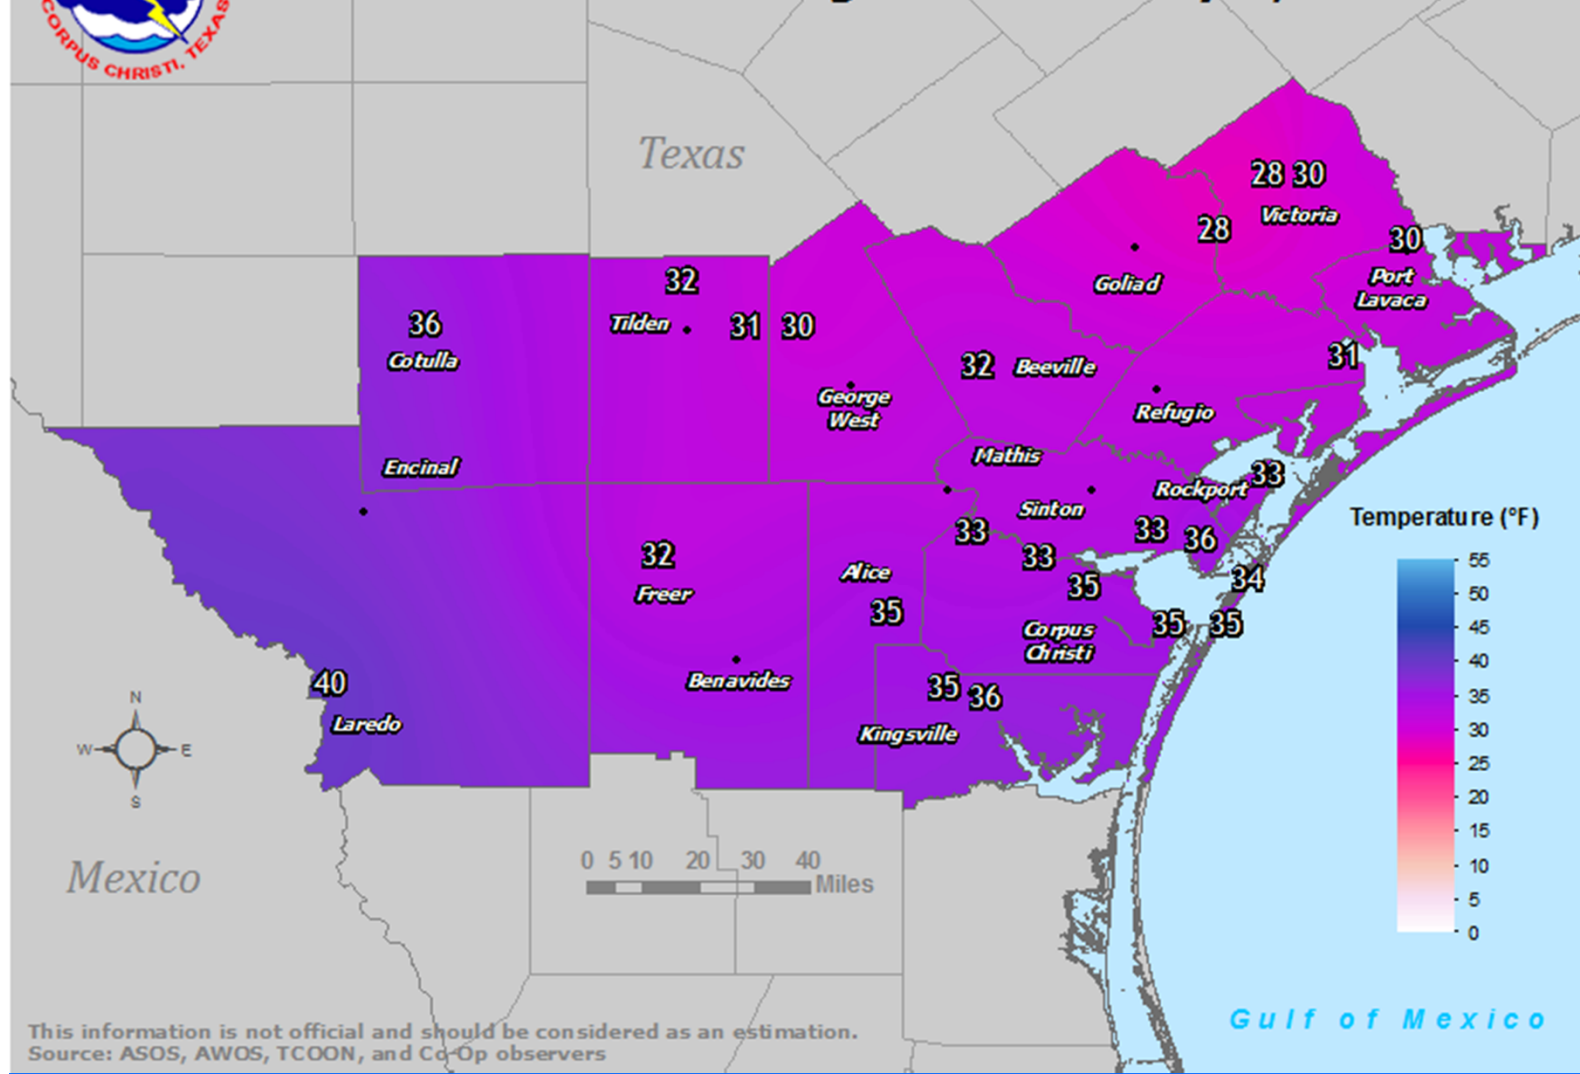 CORPUS CHRISTI, TEXAS
Texas
28 30
Victoria
28
30
Port
Lavaca
Goliad
32
Tilden
31
30
36
Cotulla
32
Beeville
31
George
West
Refugio
Encinal
Mathis
33
Rockport
Sinton
33
33
36
33
34
35
35
35
Corpus
Christi
32
Freer
Alice
35
Benavides
35
36
Kingsville
40
Laredo
Temperature (°F)
55
50
45
40
35
30
25
20
15
10
5
0
N
W
E
S
0 5 10 20 30 40
Miles
Mexico
Gulf of Mexico
This information is not official and should be considered as an estimation.
Source: ASOS, AWOS, TCOON, and Co-Op observers